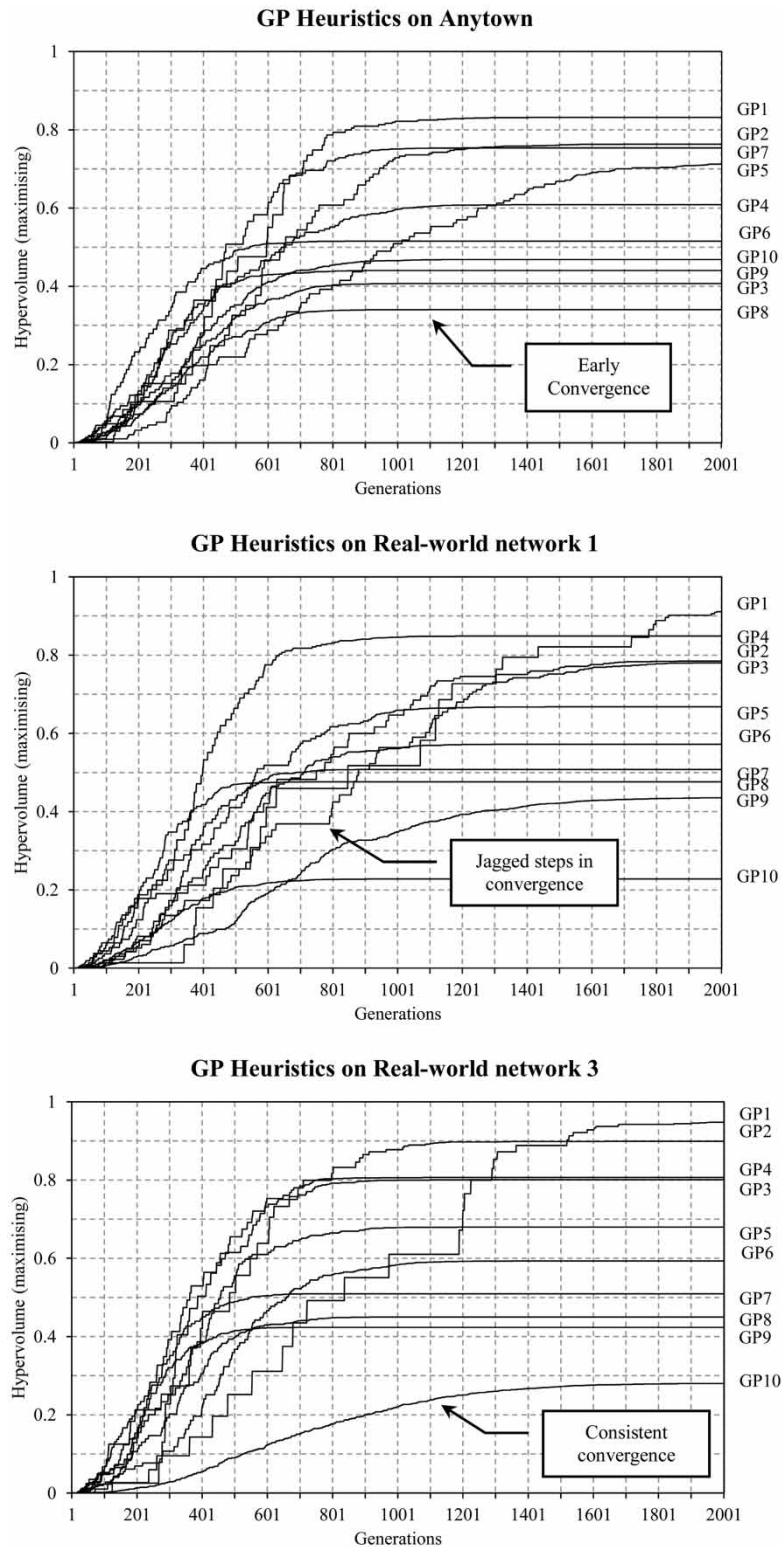 GP Heuristics on Anytown
Hypervolume (maximising)
1
0.8
0.6
0.4
0.2
0
GP1
GP2
GP7
GP5
GP4
GP6
GP10
GP9
GP3
GP8
Early
Convergence
1 201 401 601 801 1001 1201 1401 1601 1801 2001
Generations
GP Heuristics on Real-world network 1
Hypervolume (maximising)
1
0.8
0.6
0.4
0.2
0
GP1
GP4
GP2
GP3
GP5
GP6
GP7
GP8
GP9
GP10
Jagged steps in
convergence
1 201 401 601 801 1001 1201 1401 1601 1801 2001
Generations
GP Heuristics on Real-world network 3
Hypervolume (maximising)
1
0.8
0.6
0.4
0.2
0
GP1
GP2
GP4
GP3
GP5
GP6
GP7
GP8
GP9
GP10
Consistent
convergence
1 201 401 601 801 1001 1201 1401 1601 1801 2001
Generations